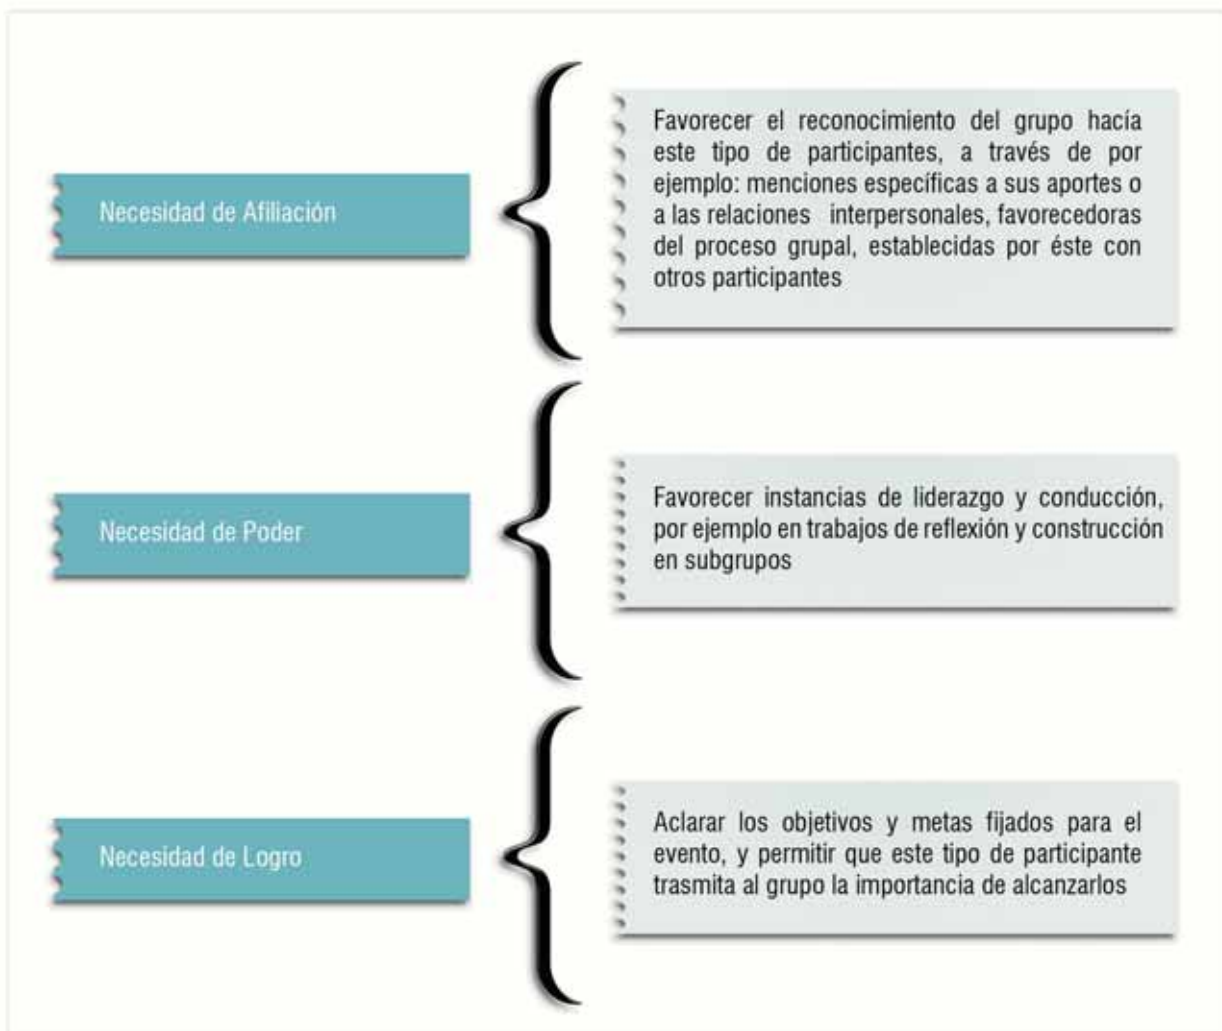 Necesidad de Afiliación
Favorecer el reconocimiento del grupo hacía
este tipo de participantes, a través de por
ejemplo: menciones específicas a sus aportes o
a las relaciones interpersonales, favorecedoras
del proceso grupal, establecidas por éste con
otros participantes
Necesidad de Poder
Favorecer instancias de liderazgo y conducción,
por ejemplo en trabajos de reflexión y construcción
en subgrupos
Necesidad de Logro
Aclarar los objetivos y metas fijados para el
evento, y permitir que este tipo de participante
trasmita al grupo la importancia de alcanzarlos